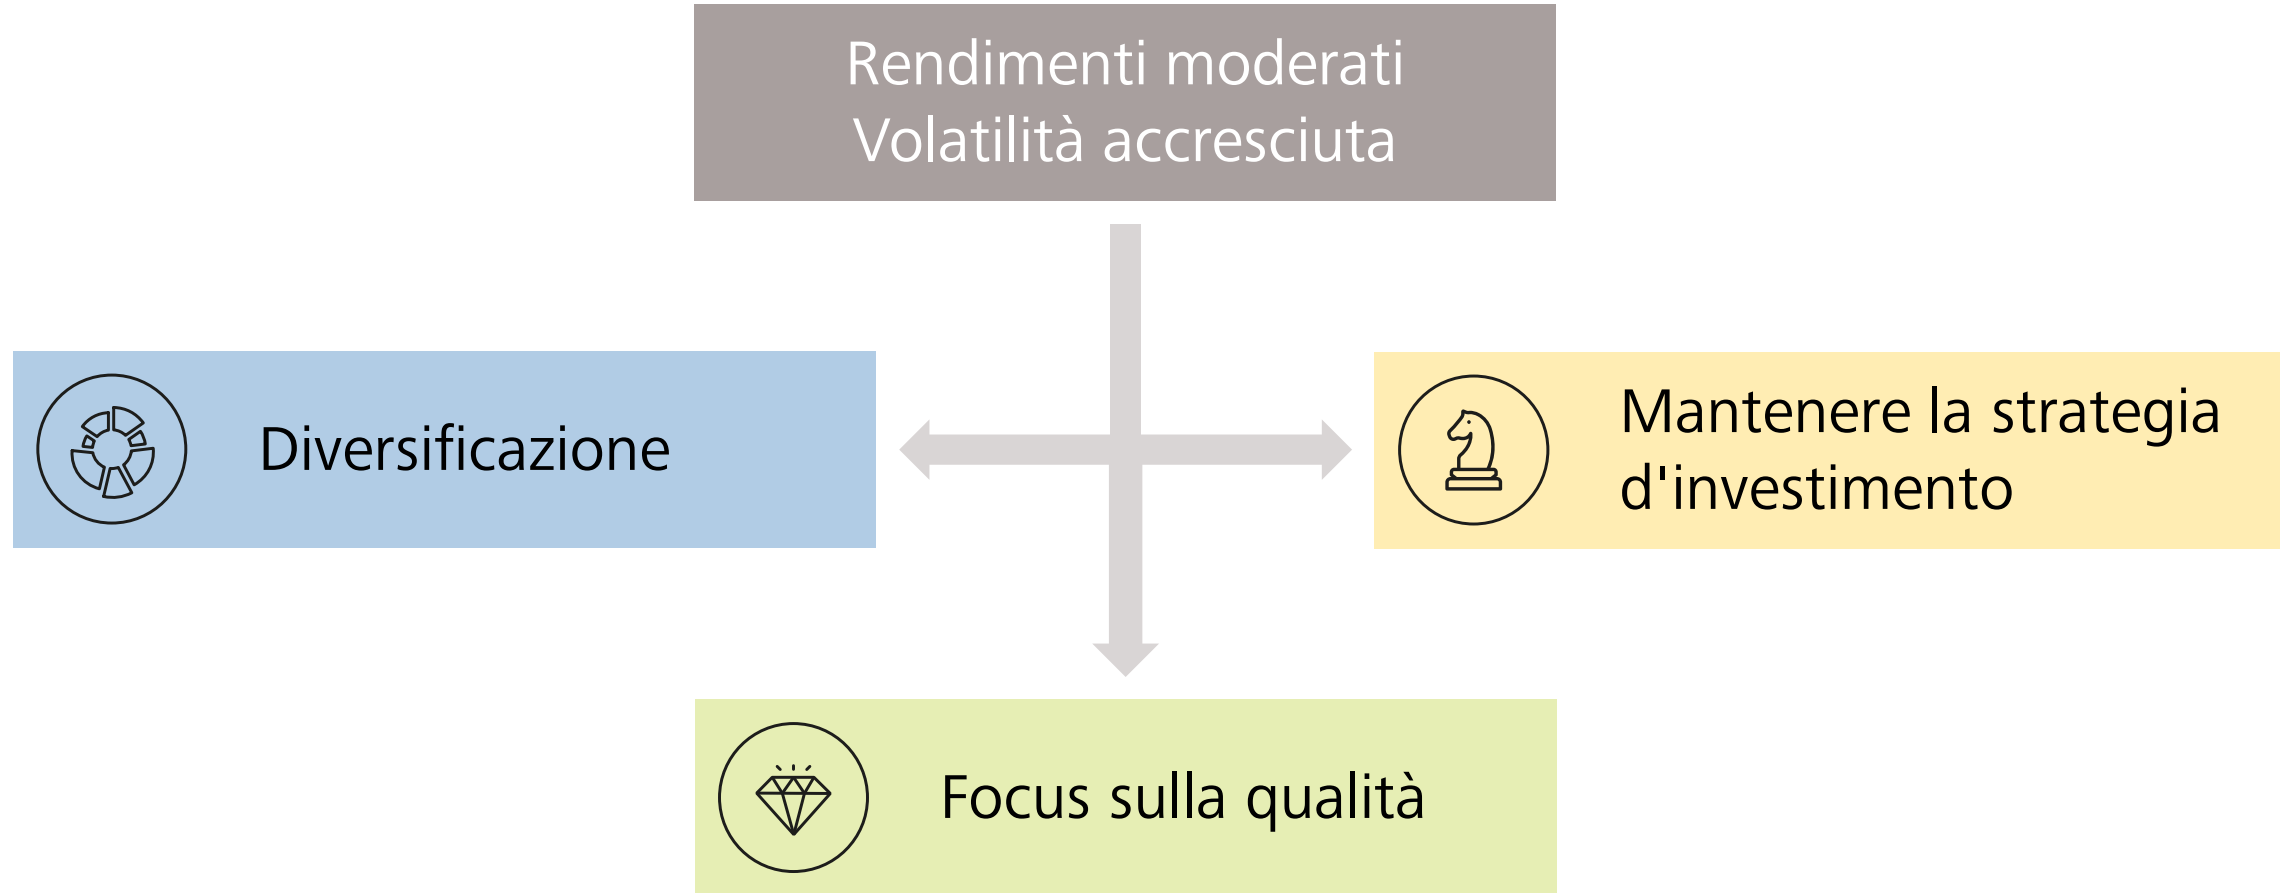 Rendimenti moderati
Volatilità accresciuta
Diversificazione
Mantenere la strategia
d'investimento
Focus sulla qualità